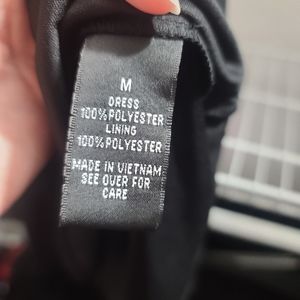 M
DRESS
100% POLYESTER
LINING
100% POLYESTER
MADE IN VIETNAM
SEE OVER FOR
CARE